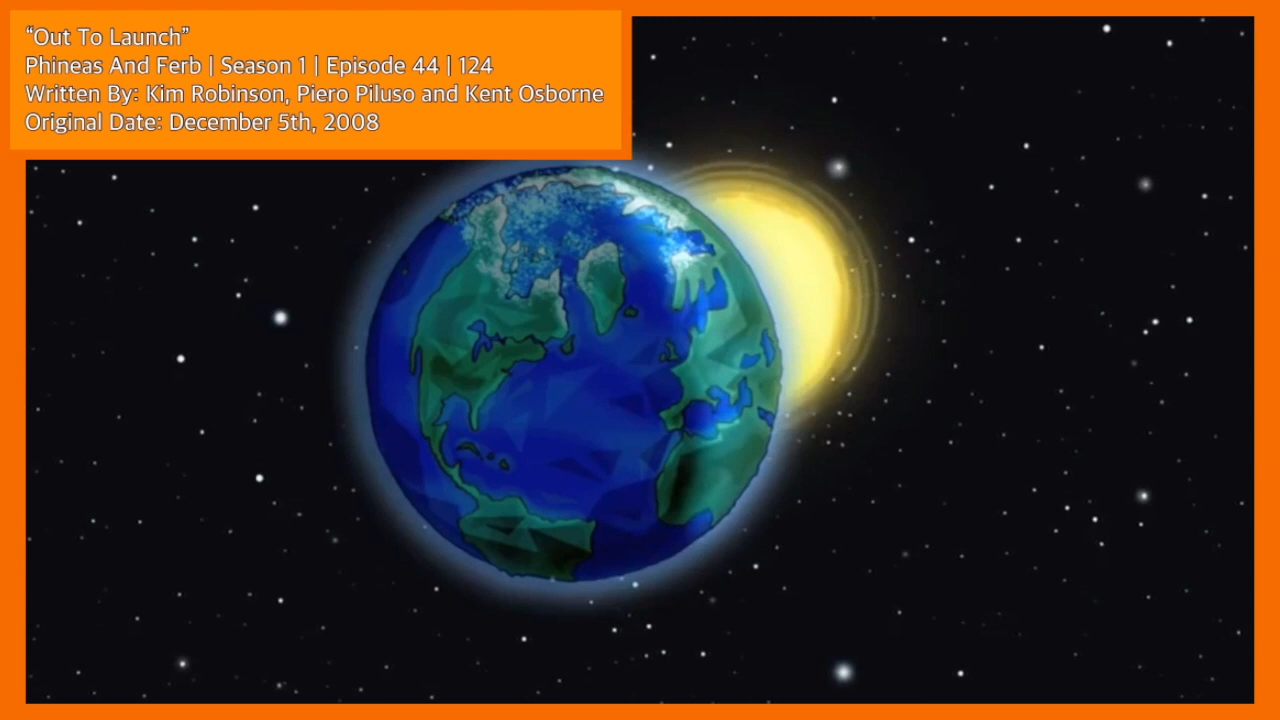 “Out To Launch”
Phineas And Ferb | Season 1 | Episode 44 | 124
Written By: Kim Robinson, Piero Piluso and Kent Osborne
Original Date: December 5th, 2008